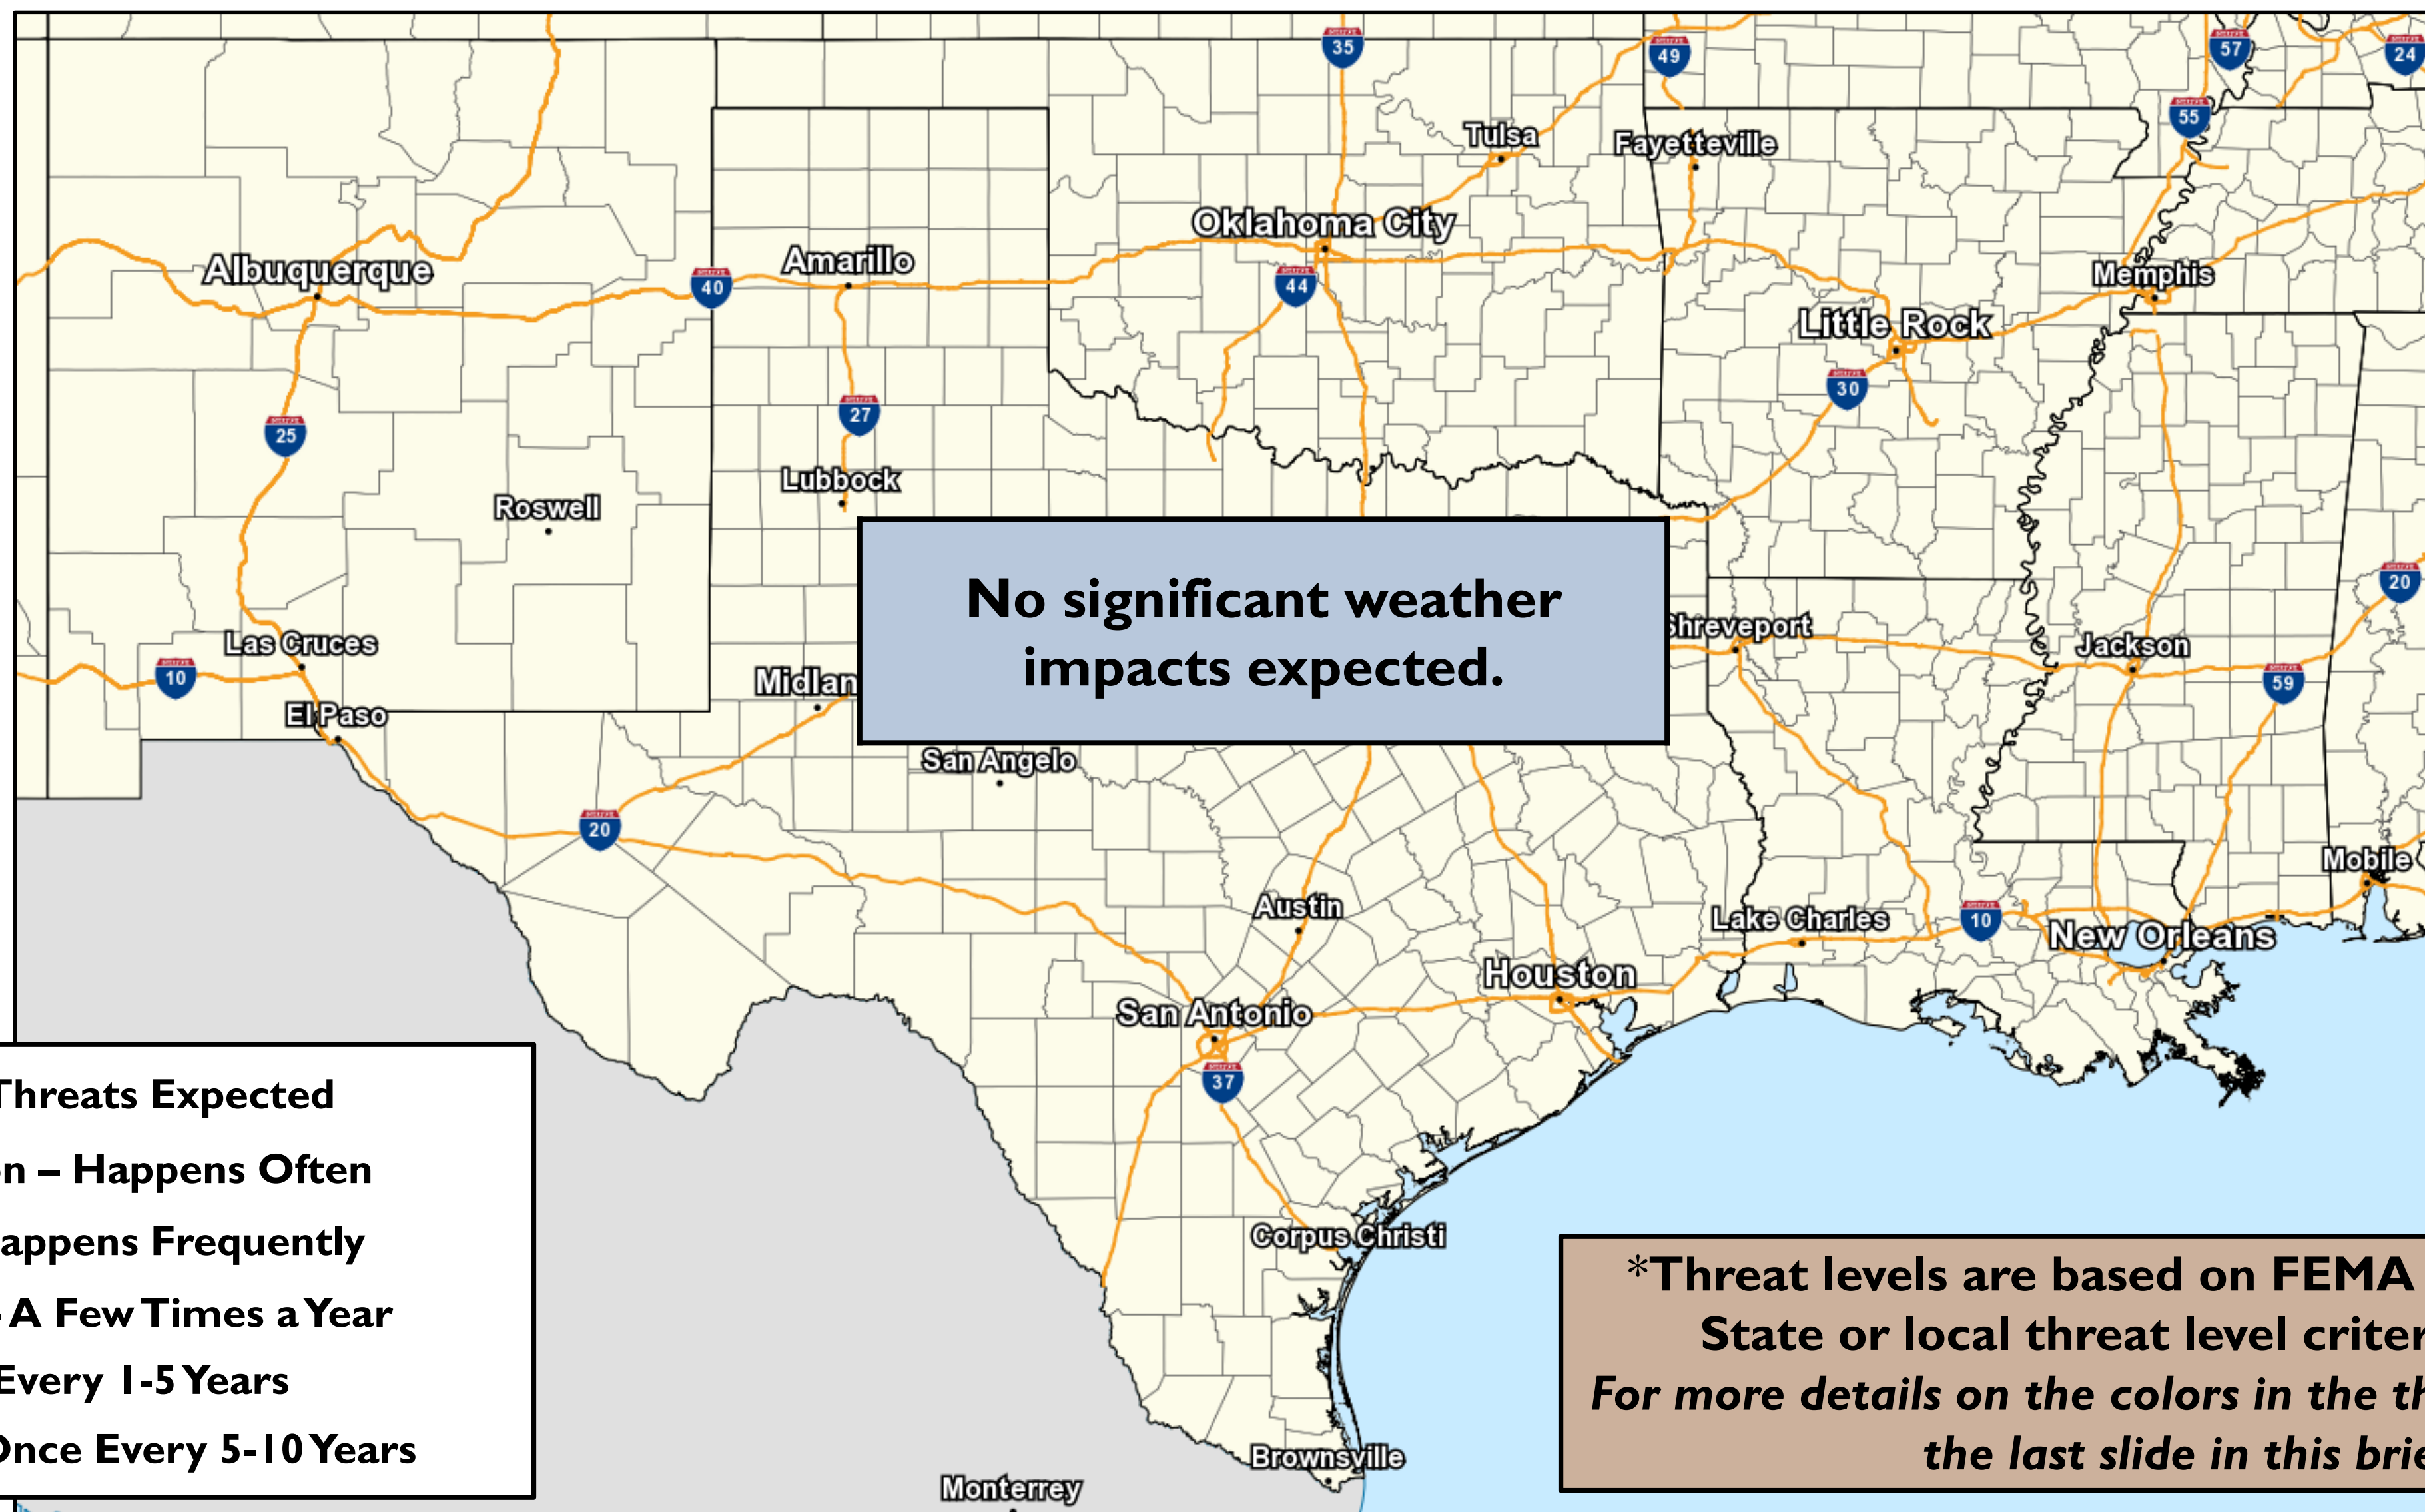 35
49
57
24
55
Tulsa
Fayetteville
Oklahoma City
Albuquerque
Amarillo
40
44
Memphis
Little Rock
30
27
25
Lubbock
Roswell
No significant weather
impacts expected.
20
Shreveport
Las Cruces
Jackson
10
Midlan
59
El Paso
San Angelo
20
Mobile
Austin
Lake Charles
10
New Orleans
Houston
San Antonio
37
Threats Expected
n – Happens Often
Corpus Christi
appens Frequently
*Threat levels are based on FEMA
- A Few Times a Year
State or local threat level criter
Every 1-5 Years
For more details on the colors in the th
Once Every 5-10 Years
the last slide in this brie
Brownsville
Monterrey